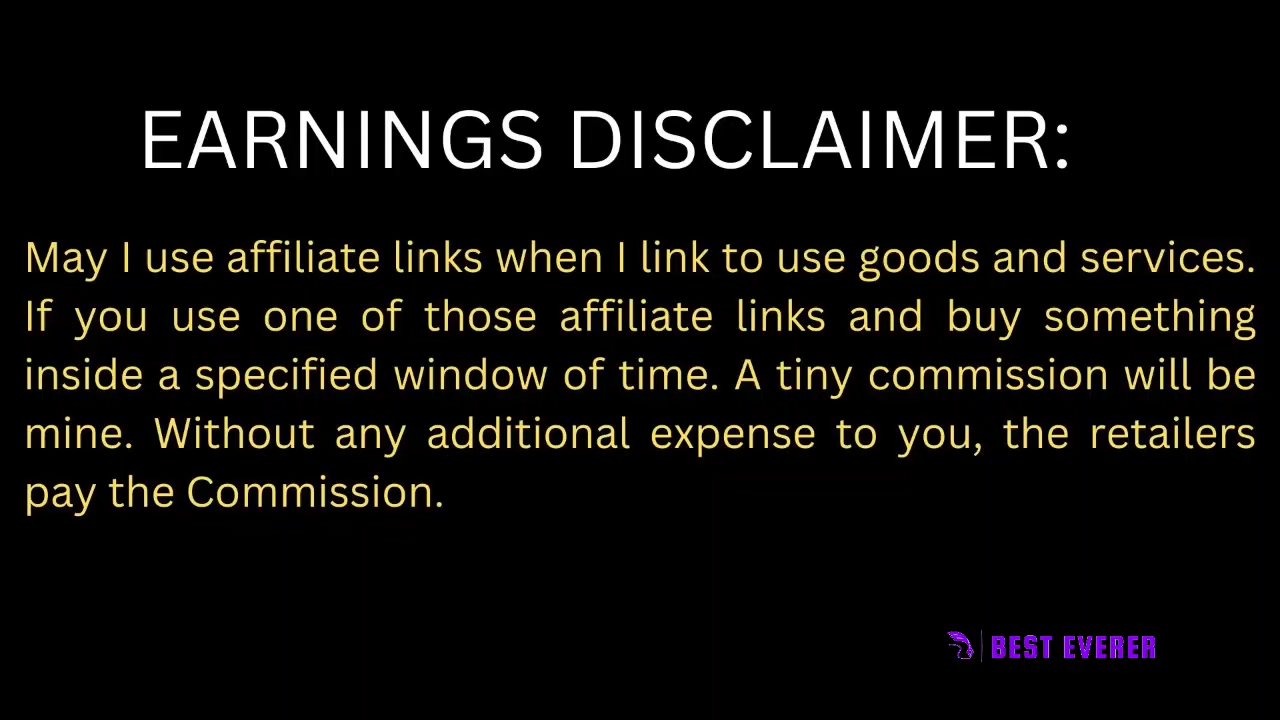 EARNINGS DISCLAIMER:
May I use affiliate links when I link to use goods and services.
If you use one of those affiliate links and buy something
inside a specified window of time. A tiny commission will be
mine. Without any additional expense to you, the retailers
pay the Commission.
BEST EVERER